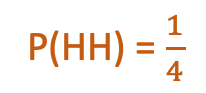 P(HH) = 1/4